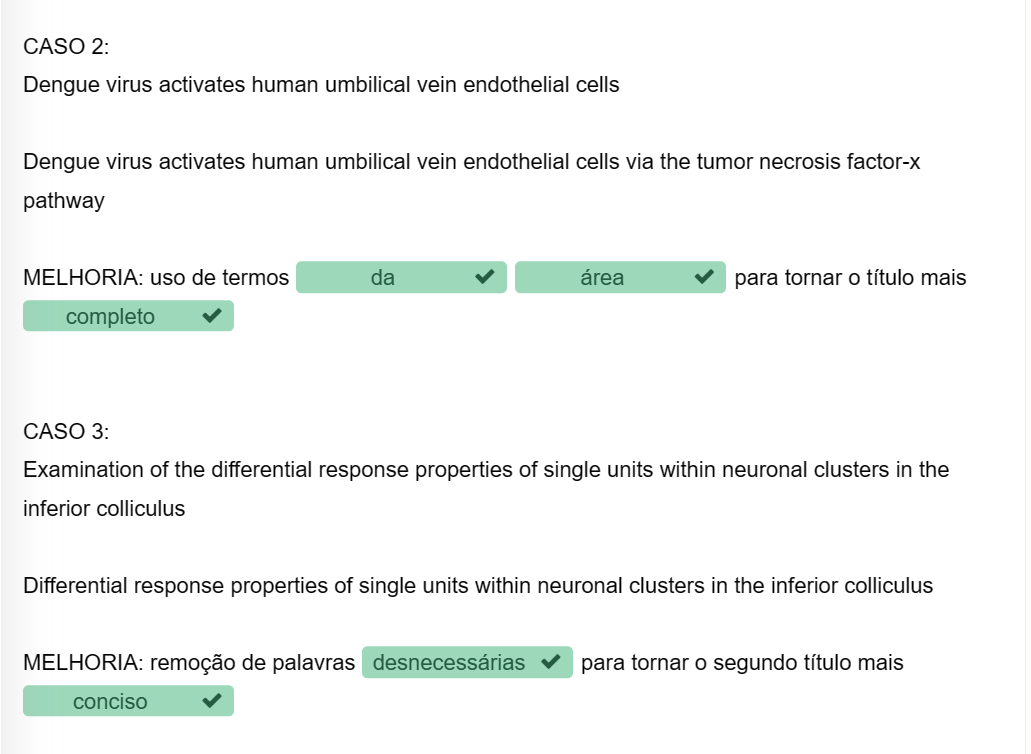 CASO 2:
Dengue virus activates human umbilical vein endothelial cells
Dengue virus activates human umbilical vein endothelial cells via the tumor necrosis factor-x
pathway
MELHORIA: uso de termos da área para tornar o título mais
completo
CASO 3:
Examination of the differential response properties of single units within neuronal clusters in the
inferior colliculus
Differential response properties of single units within neuronal clusters in the inferior colliculus
MELHORIA: remoção de palavras desnecessárias para tornar o segundo título mais
conciso